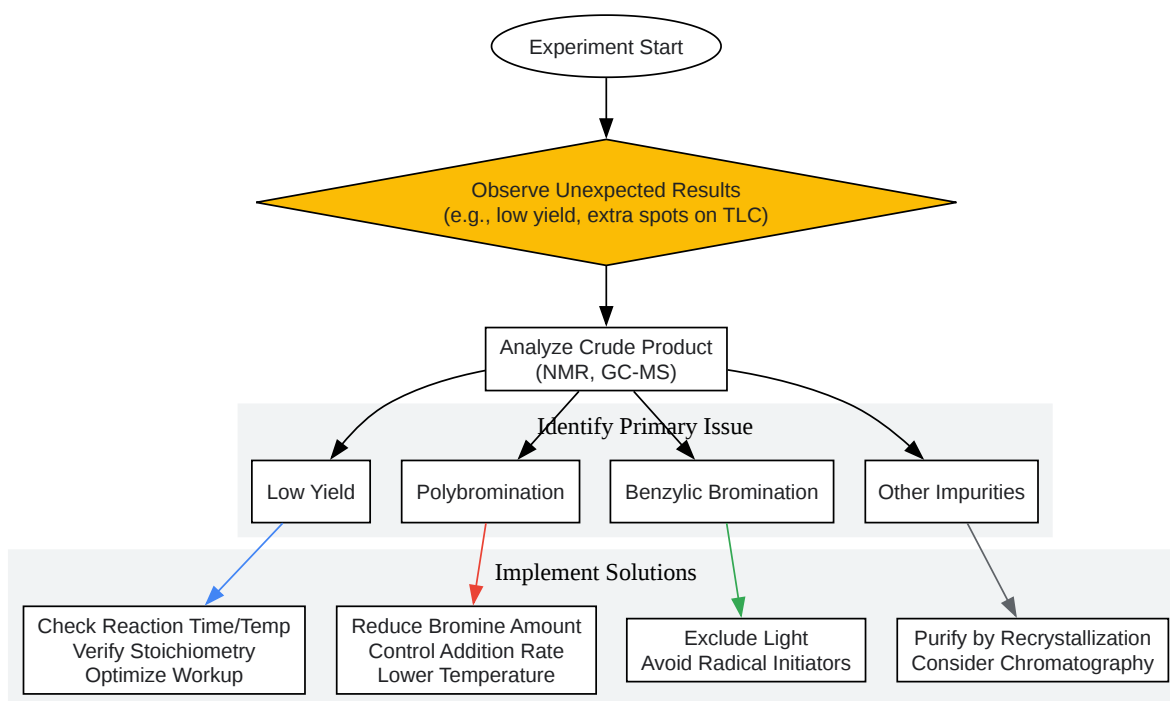 Experiment Start
Observe Unexpected Results
(e.g., low yield, extra spots on TLC)
Analyze Crude Product
(NMR, GC-MS)
Identify Primary Issue
Low Yield
Polybromination
Benzylic Bromination
Other Impurities
Implement Solutions
Check Reaction Time/Temp
Verify Stoichiometry
Optimize Workup
Reduce Bromine Amount
Control Addition Rate
Lower Temperature
Exclude Light
Avoid Radical Initiators
Purify by Recrystallization
Consider Chromatography